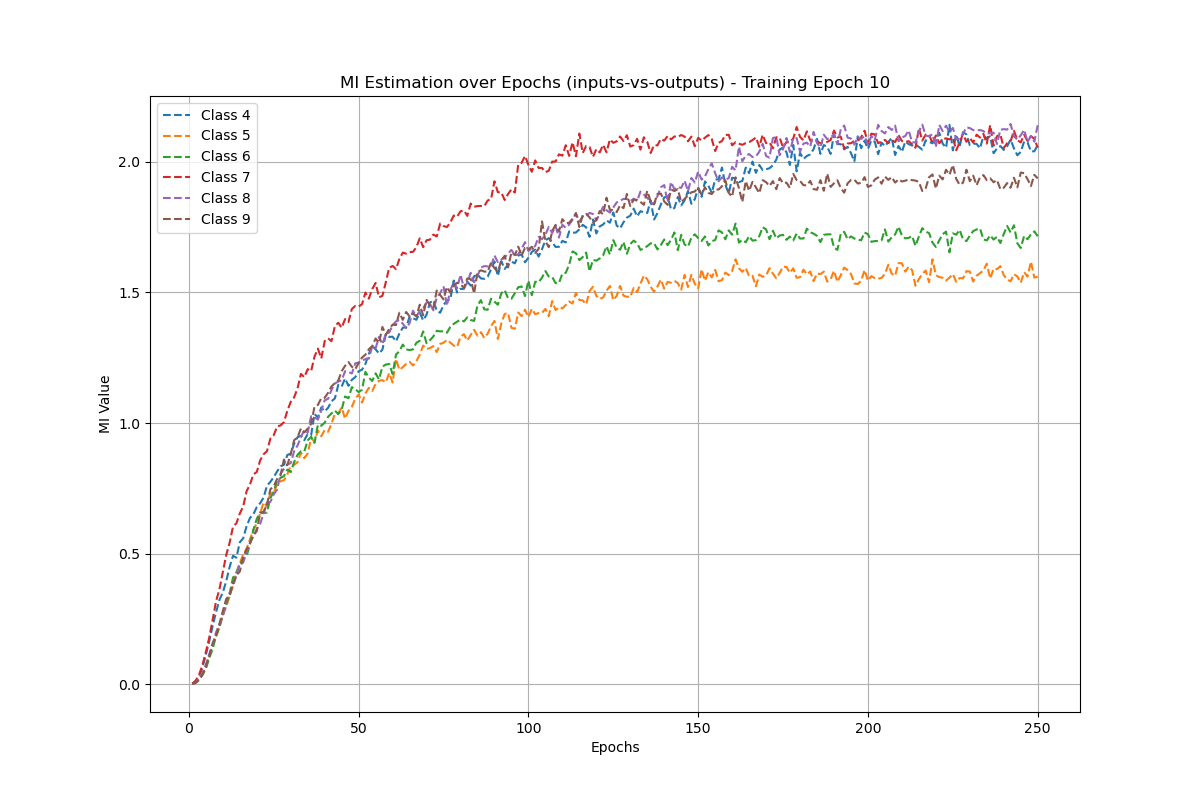 MI Estimation over Epochs (inputs-vs-outputs) - Training Epoch 10
Class 4
Class 5
Class 6
Class 7
Class 8
Class 9
MI Value
2.0
1.5
1.0
0.5
0.0
0 50 100 150 200 250
Epochs